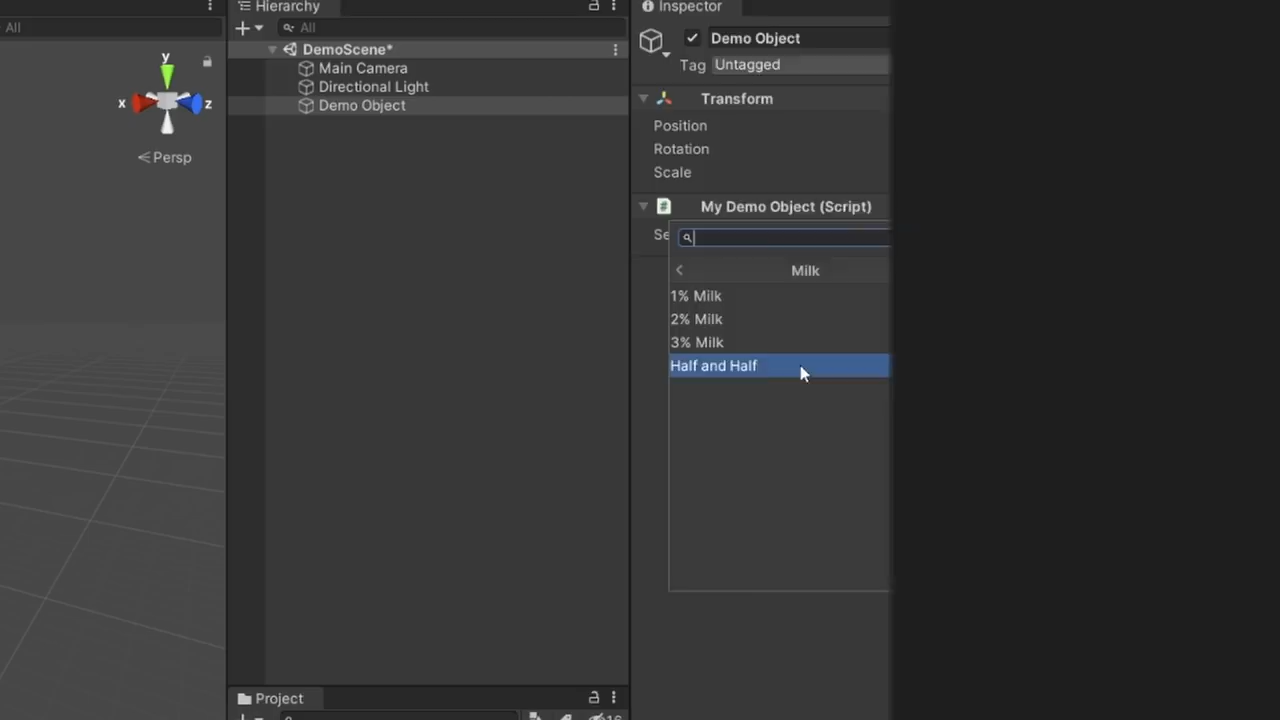 All
y
x
z
Persp
Hierarchy
All
DemoScene*
Main Camera
Directional Light
Demo Object
Project
16
Inspector
Demo Object
Tag Untagged
Transform
Position
Rotation
Scale
My Demo Object (Script)
Se
Milk
1% Milk
2% Milk
3% Milk
Half and Half